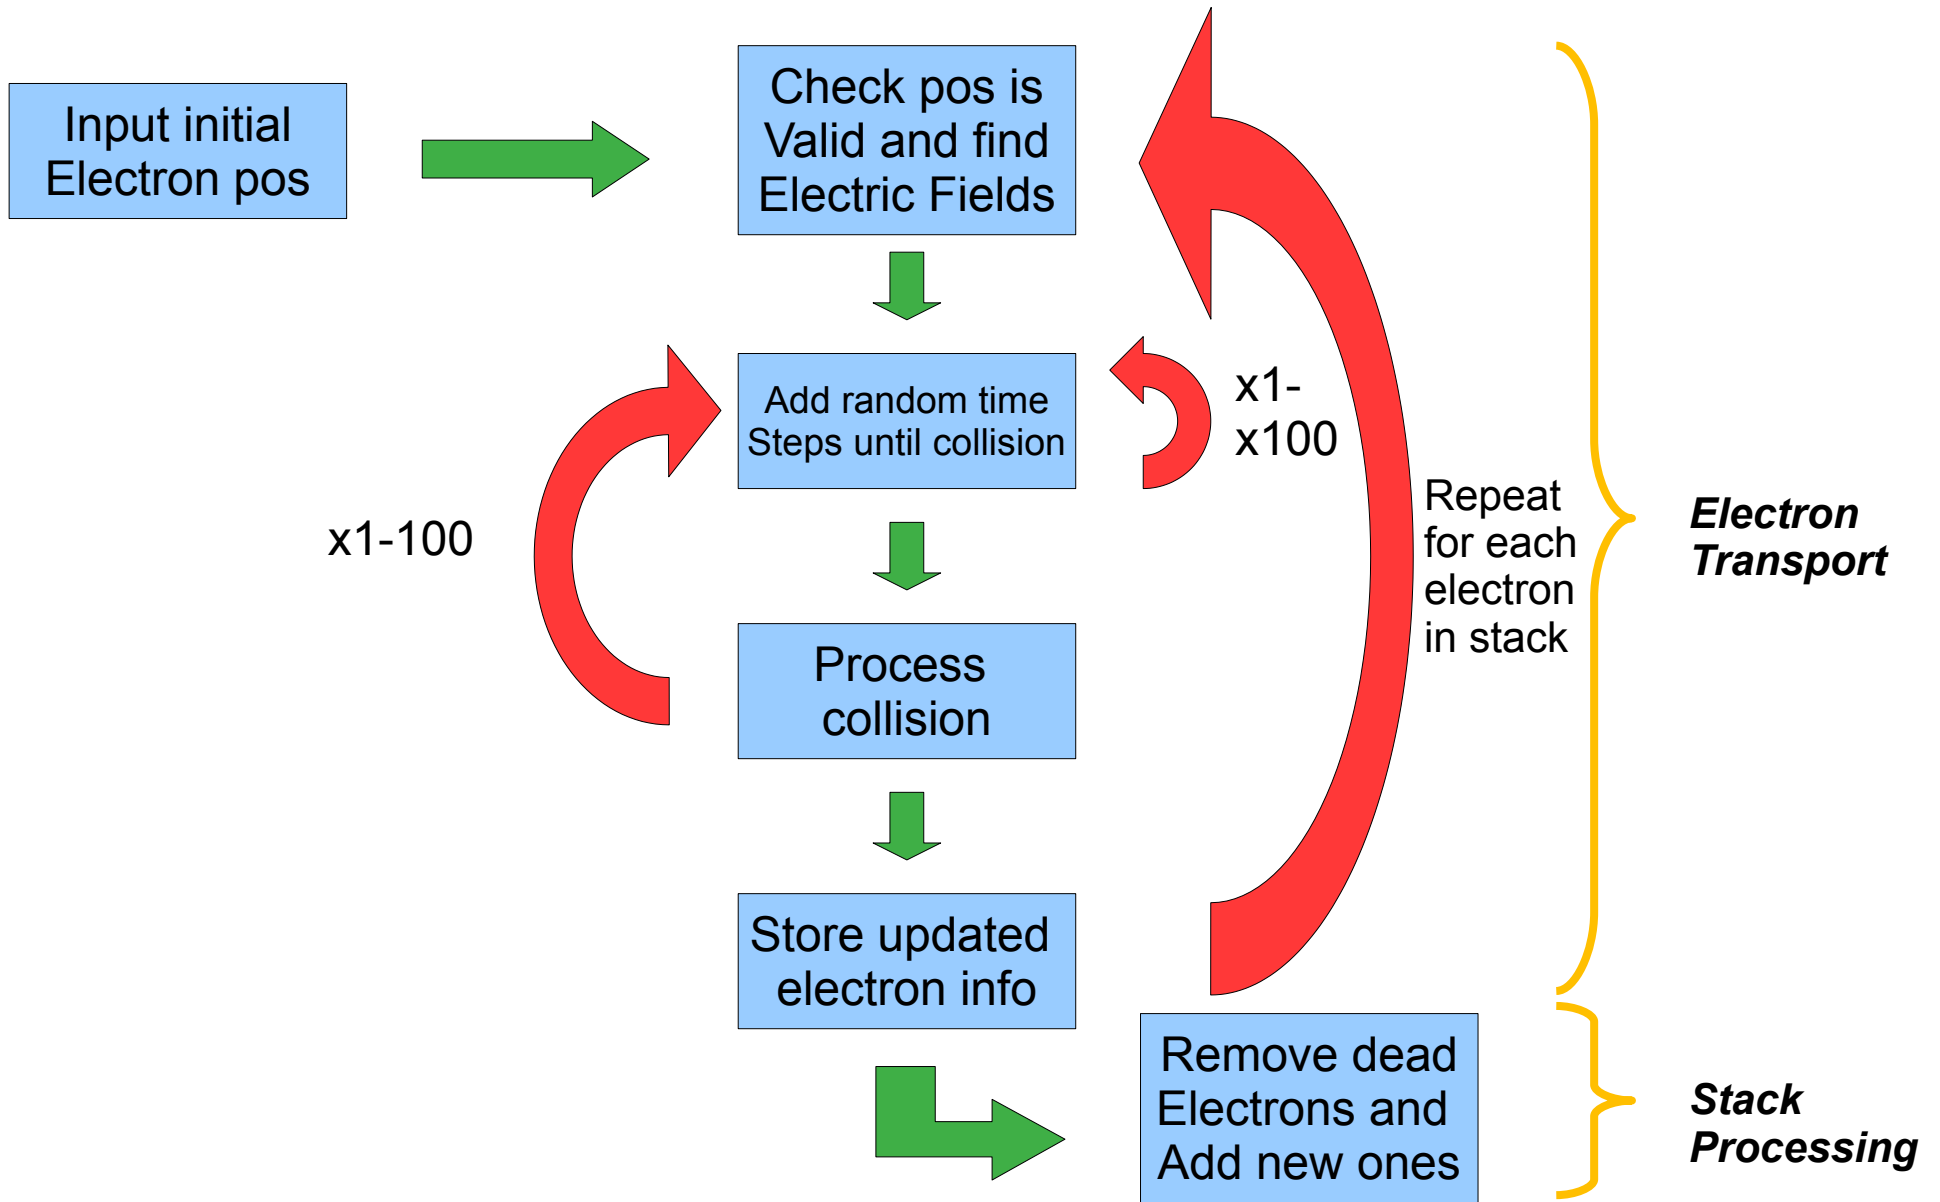 Input initial
Electron pos
Check pos is
Valid and find
Electric Fields
Add random time
Steps until collision
x1-
x100
x1-100
Process
collision
Repeat
for each
electron
in stack
Electron
Transport
Store updated
electron info
Remove dead
Electrons and
Add new ones
Stack
Processing